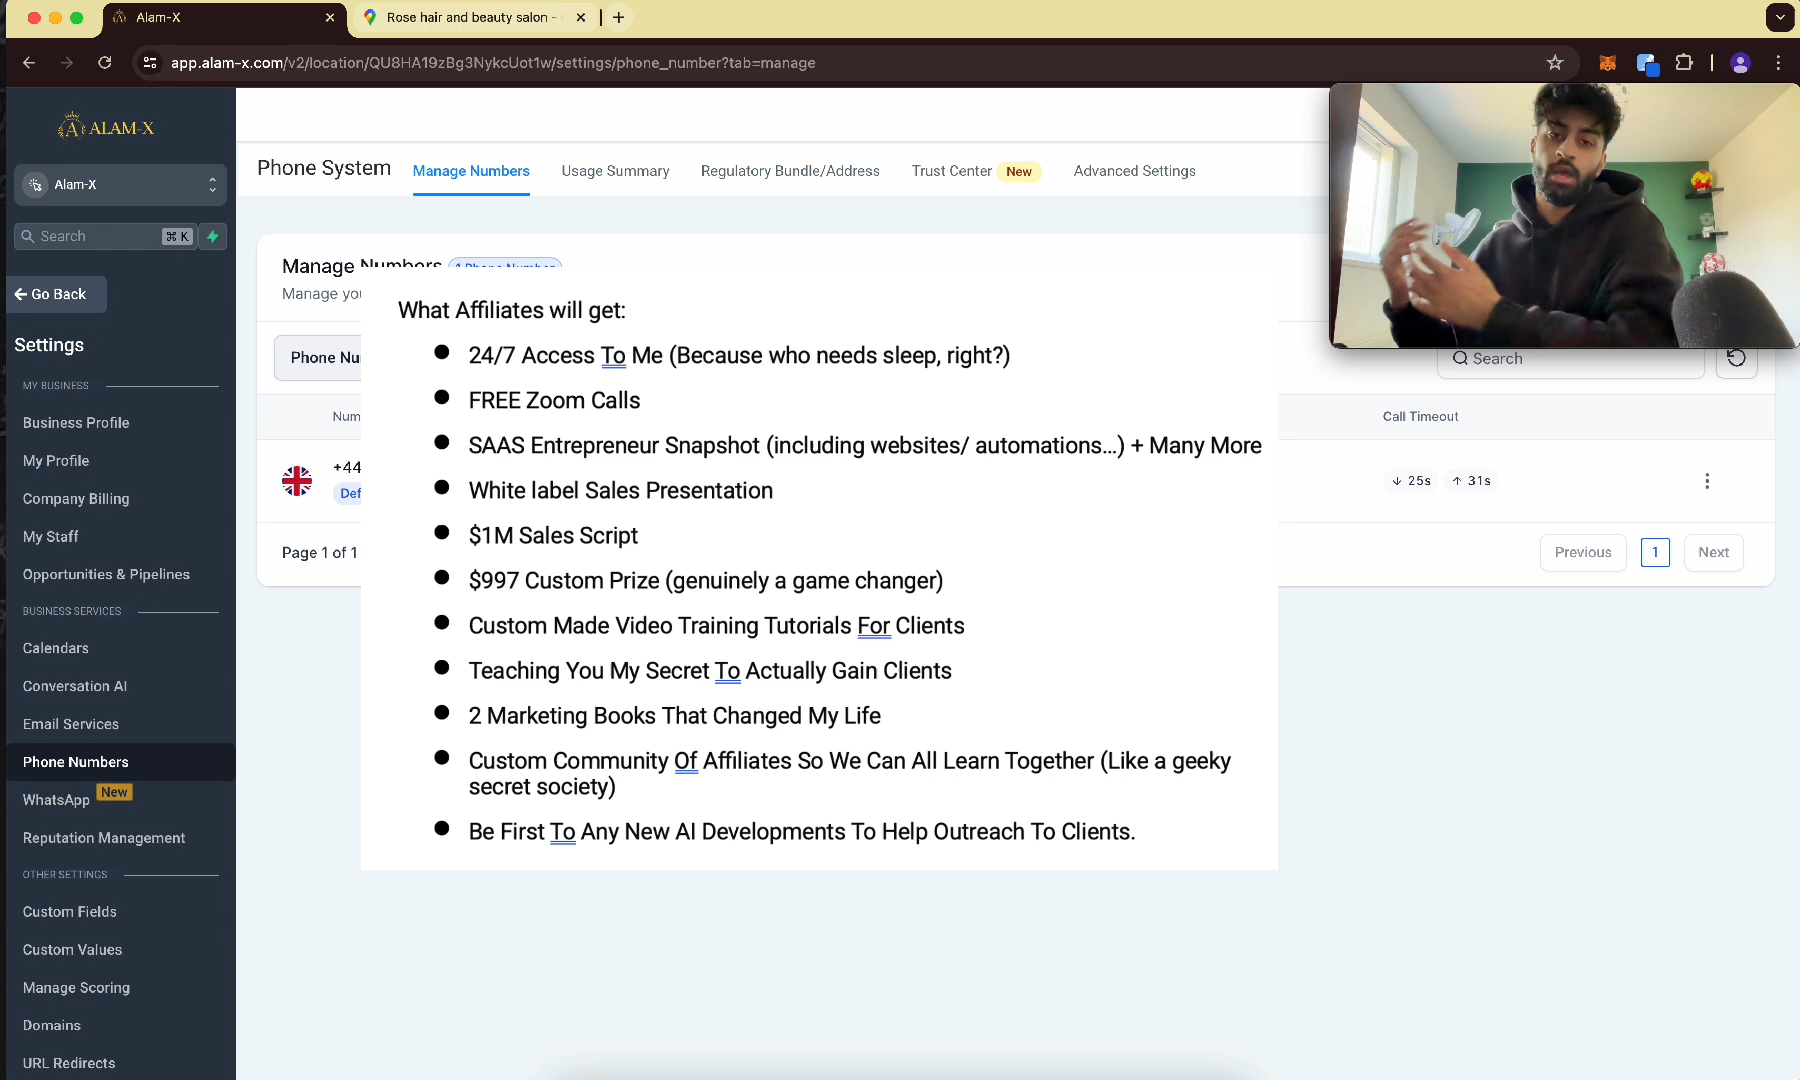 Alam-X
Rose hair and beauty salon -
app.alam-x.com/v2/location/QU8HA19zBg3NykcUot1w/settings/phone_number?tab=manage
ALAM-X
Alam-X
Search
⌘ K
Go Back
Settings
MY BUSINESS
Business Profile
My Profile
Company Billing
My Staff
Opportunities & Pipelines
BUSINESS SERVICES
Calendars
Conversation AI
Email Services
Phone Numbers
WhatsApp New
Reputation Management
OTHER SETTINGS
Custom Fields
Custom Values
Manage Scoring
Domains
URL Redirects
Phone System
Manage Numbers
Usage Summary
Regulatory Bundle/Address
Trust Center New
Advanced Settings
Manage Numbers 1 Phone Number
Manage you
Phone Nu
Search
Num
Call Timeout
+44
Def
↓ 25s ↑ 31s
Page 1 of 1
Previous 1 Next
What Affiliates will get:
● 24/7 Access To Me (Because who needs sleep, right?)
● FREE Zoom Calls
● SAAS Entrepreneur Snapshot (including websites/ automations...) + Many More
● White label Sales Presentation
● $1M Sales Script
● $997 Custom Prize (genuinely a game changer)
● Custom Made Video Training Tutorials For Clients
● Teaching You My Secret To Actually Gain Clients
● 2 Marketing Books That Changed My Life
● Custom Community Of Affiliates So We Can All Learn Together (Like a geeky
secret society)
● Be First To Any New AI Developments To Help Outreach To Clients.